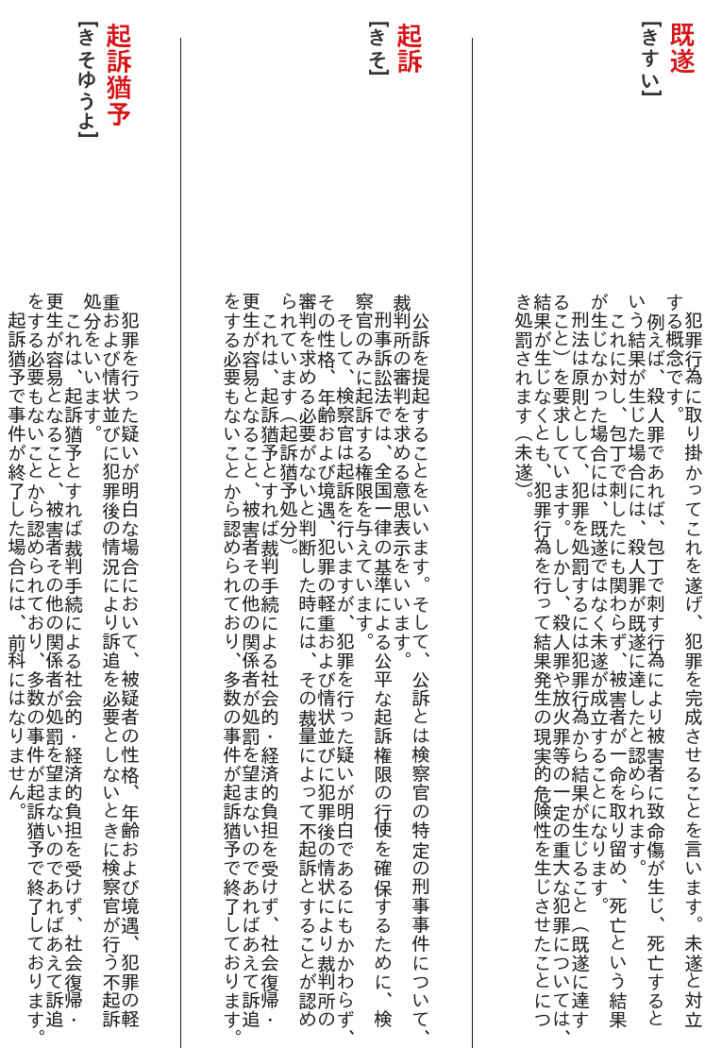 既遂
[きすい]
犯罪行為に取り掛かってこれを遂げ、犯罪を完成させることを言います。未遂と対立
する概念です。
例えば、殺人罪であれば、包丁で刺す行為により被害者に致命傷が生じ、死亡すると
いう結果が生じた場合には、殺人罪が既遂に達したと認められます。
これに対し、包丁で刺したにも関わらず、被害者が一命を取り留め、死亡という結果
が生じなかった場合には、既遂ではなく未遂が成立することになります。
刑法は原則として、犯罪を処罰するには犯罪行為から結果が生じること（既遂に達す
ること）を要求しています。しかし、殺人罪や放火罪等の一定の重大な犯罪については、
結果が生じなくとも、犯罪行為を行って結果発生の現実的危険性を生じさせたことにつ
き処罰されます（未遂）。
起訴
[きそ]
公訴を提起することをいいます。そして、公訴とは検察官の特定の刑事事件について、
裁判所の審判を求める意思表示をいいます。
刑事訴訟法では、全国一律の基準による公平な起訴権限の行使を確保するために、検
察官のみに起訴する権限を与えています。
そして、検察官は起訴を行いますが、犯罪を行った疑いが明白であるにもかかわらず、
その性格、年齢および境遇、犯罪の軽重および情状並びに犯罪後の情状により裁判所の
審判を求める必要がないと判断した時には、その裁量によって不起訴とすることが認め
られています（起訴猶予処分）。
これは、起訴猶予とすれば裁判手続による社会的・経済的負担を受けず、社会復帰・
更生が容易となること、被害者その他の関係者が処罰を望まないのであればあえて訴追
をする必要もないことから認められており、多数の事件が起訴猶予で終了しております。
起訴猶予
[きそゆうよ]
犯罪を行った疑いが明白な場合において、被疑者の性格、年齢および境遇、犯罪の軽
重および情状並びに犯罪後の情況により訴追を必要としないときに検察官が行う不起訴
処分をいいます。
これは、起訴猶予とすれば裁判手続による社会的・経済的負担を受けず、社会復帰・
更生が容易となること、被害者その他の関係者が処罰を望まないのであればあえて訴追
をする必要もないことから認められており、多数の事件が起訴猶予で終了しております。
起訴猶予で事件が終了した場合には、前科にはなりません。